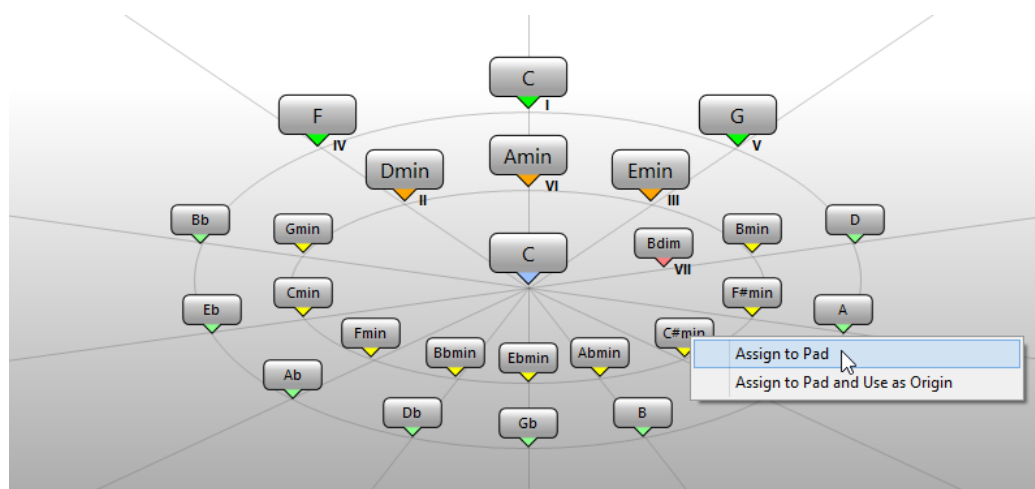 C
I
F
IV
G
V
Dmin
II
Amin
VI
Emin
III
Bb
Gmin
C
Bdim
VII
Bmin
D
Eb
Cmin
F#min
A
Fmin
Bbmin
Ebmin
Abmin
C#min
Assign to Pad
Assign to Pad and Use as Origin
Ab
Db
Gb
B